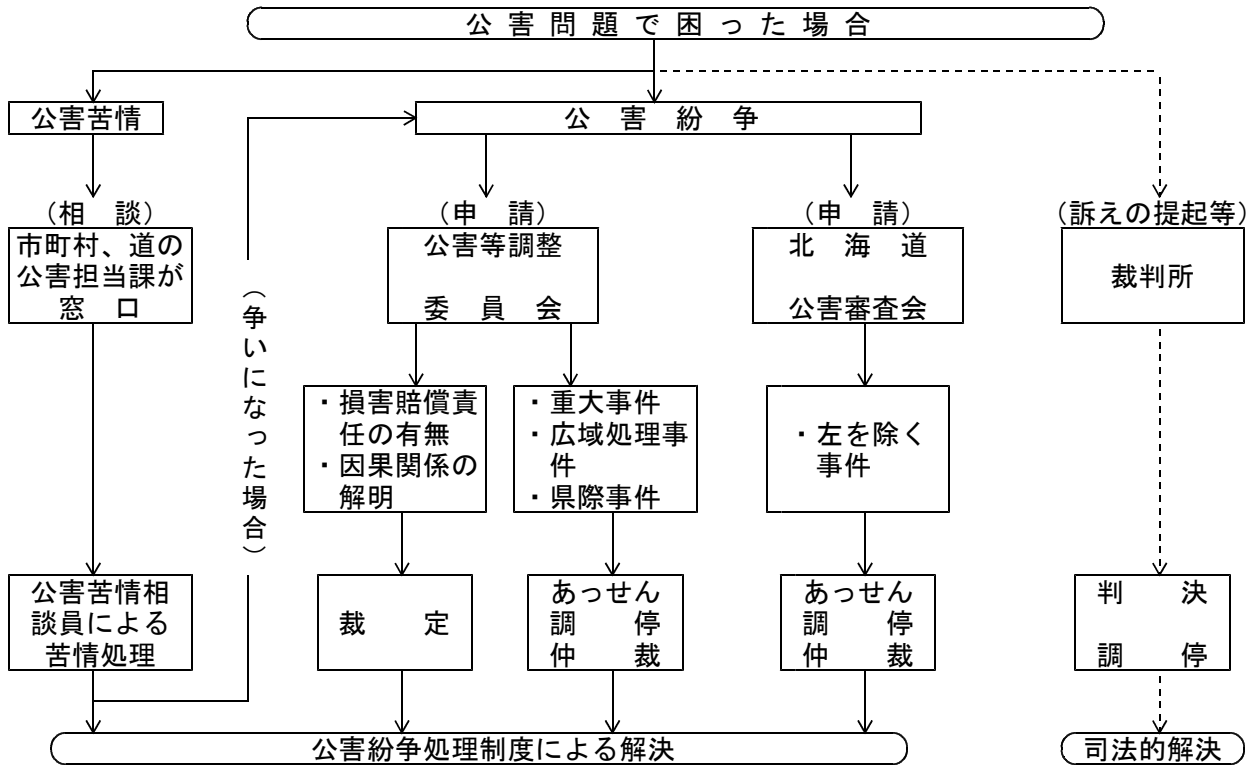 公害問題で困った場合
公害苦情
公害紛争
（相　談）
市町村、道の
公害担当課が
窓　口
（申　請）
公害等調整
委　員　会
（申　請）
北　海　道
公害審査会
（訴えの提起等）
裁判所
（争いになった場合）
・損害賠償責
任の有無
・因果関係の
解明
・重大事件
・広域処理事
件
・県際事件
・左を除く
事件
公害苦情相
談員による
苦情処理
裁　定
あっせん
調　停
仲　裁
あっせん
調　停
仲　裁
判　決
調　停
公害紛争処理制度による解決
司法的解決